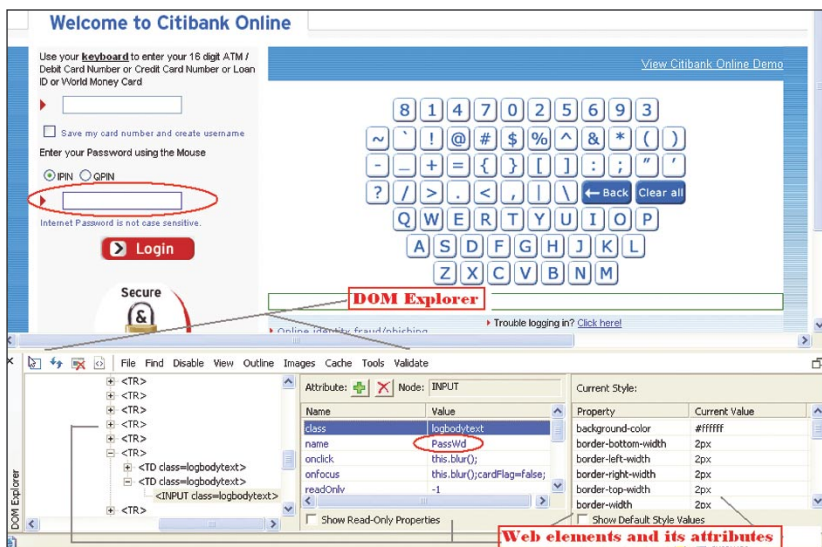 Welcome to Citibank Online
Use your keyboard to enter your 16 digit ATM /
Debit Card Number or Credit Card Number or Loan
ID or World Money Card
Save my card number and create username
Enter your Password using the Mouse
IPIN QPIN
Internet Password is not case sensitive.
Login
Secure
&
View Citibank Online Demo
8 1 4 7 0 2 5 6 9 3
~ ` ! @ # $ % ^ & * ( )
- _ + = { } [ ] : ; " '
? / > . < , | \ ← Back Clear all
Q W E R T Y U I O P
A S D F G H J K L
Z X C V B N M
DOM Explorer
Online identity fraud/phishing
Trouble logging in? Click here!
File Find Disable View Outline Images Cache Tools Validate
DOM Explorer
<TR>
<TR>
<TR>
<TR>
<TR>
<TR>
<TD class=logbodytext>
<TD class=logbodytext>
<INPUT class=logbodytext>
<TR>
Attribute: Node: INPUT
Name Value
class logbodytext
name PassWd
onclick this.blur();
onfocus this.blur();cardFlag=false;
readOnly -1
Show Read-Only Properties
Current Style:
Property Current Value
background-color #ffffff
border-bottom-width 2px
border-left-width 2px
border-right-width 2px
border-top-width 2px
border-width 2px
Show Default Style Values
Web elements and its attributes